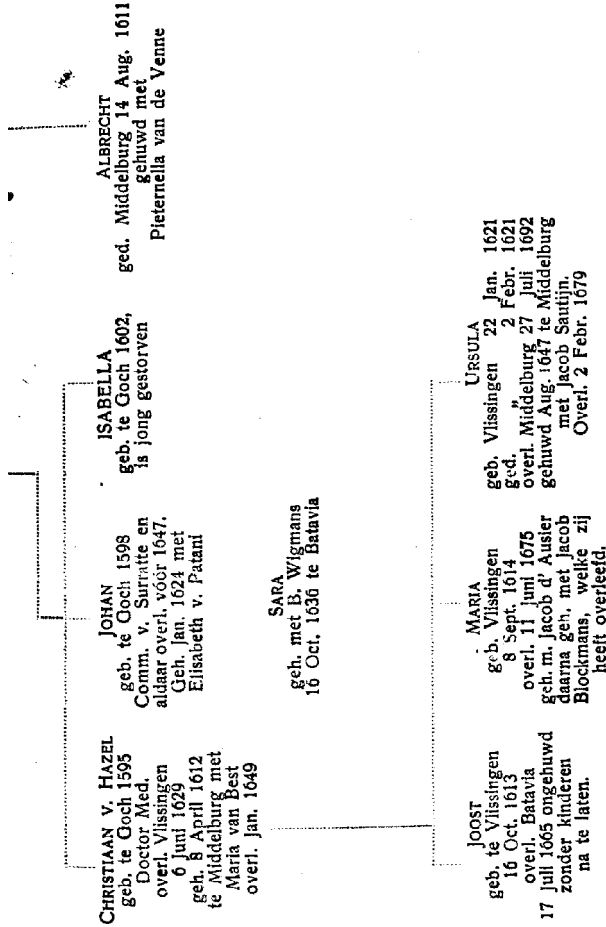 CHRISTIAAN v. HAZEL
geb. te Goch 1595
Doctor Med.
overl. Vlissingen
6 Juni 1629
geh. 8 April 1612
te Middelburg met
Maria van Best
overl. Jan. 1649
JOHAN
geb. te Goch 1598
Comm. v. Surratte en
aldaar overl. vóór 1647.
Geh. Jan. 1624 met
Elisabeth v. Patani
ISABELLA
geb. te Goch 1602,
is jong gestorven
ALBRECHT
ged. Middelburg 14 Aug. 1611
gehuwd met
Pieternella van de Venne
SARA
geh. met B. Wigmans
16 Oct. 1636 te Batavia
JOOST
geb. te Vlissingen
16 Oct. 1613
overl. Batavia
17 Juli 1665 ongehuwd
zonder kinderen
na te laten.
MARIA
geb. Vlissingen
8 Sept. 1614
overl. 11 Juni 1675
geh. m. Jacob d' Ausier
daarna geh. met Jacob
Blockmans, welke zij
heeft overleefd.
URSULA
geb. Vlissingen 22 Jan. 1621
ged. „ 2 Febr. 1621
overl. Middelburg 27 Juli 1692
gehuwd Aug. 1647 te Middelburg
met Jacob Sautijn.
Overl. 2 Febr. 1679